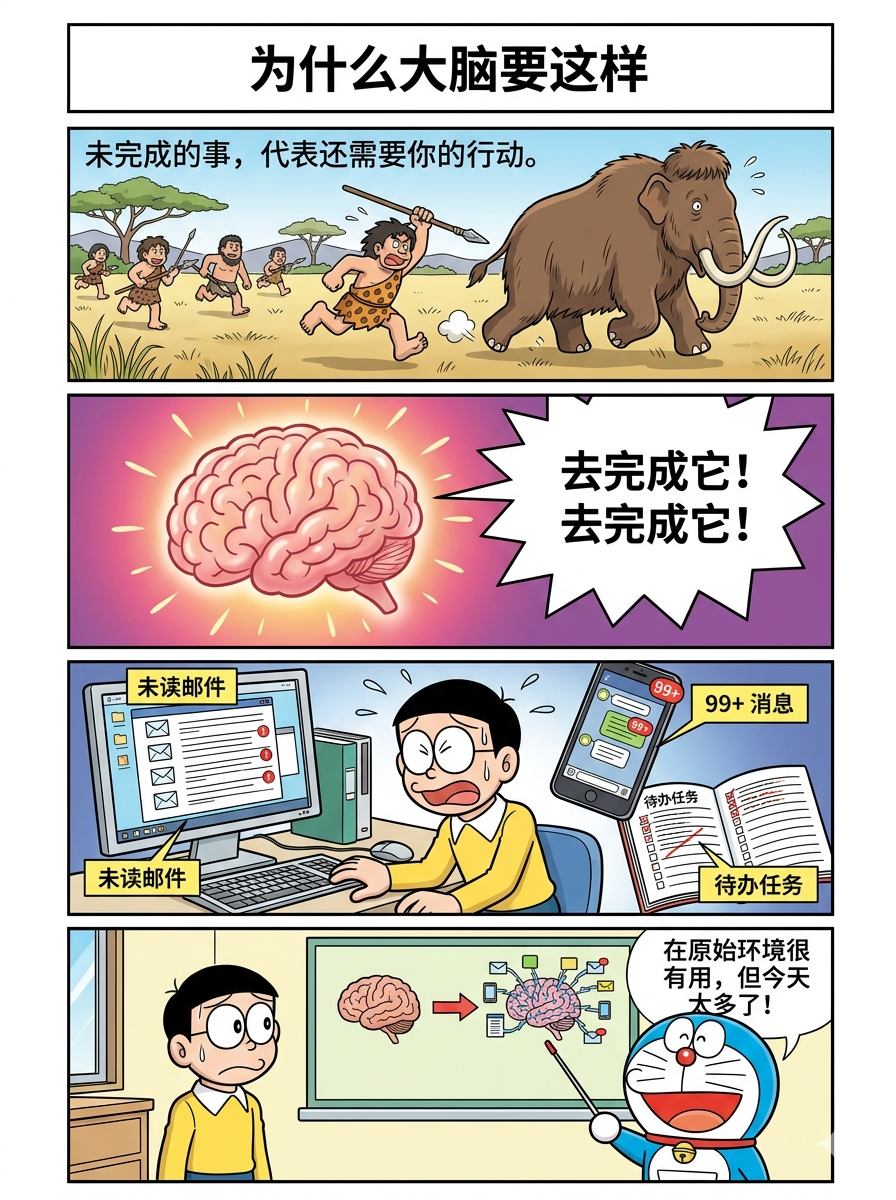 为什么大脑要这样
未完成的事，代表还需要你的行动。
去完成它！
去完成它！
未读邮件
未读邮件
99+
99+
99+ 消息
待办任务
待办任务
在原始环境很
有用，但今天
太多了！